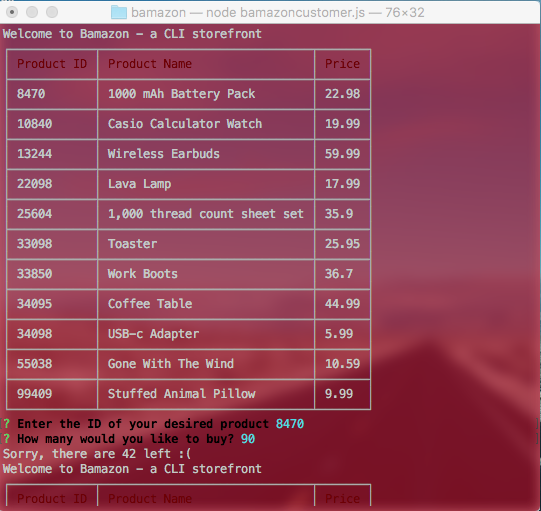 bamazon — node bamazoncustomer.js — 76×32
Welcome to Bamazon - a CLI storefront
Product ID Product Name Price
8470 1000 mAh Battery Pack 22.98
10840 Casio Calculator Watch 19.99
13244 Wireless Earbuds 59.99
22098 Lava Lamp 17.99
25604 1,000 thread count sheet set 35.9
33098 Toaster 25.95
33850 Work Boots 36.7
34095 Coffee Table 44.99
34098 USB-c Adapter 5.99
55038 Gone With The Wind 10.59
99409 Stuffed Animal Pillow 9.99
? Enter the ID of your desired product 8470
? How many would you like to buy? 90
Sorry, there are 42 left :(
Welcome to Bamazon - a CLI storefront
Product ID Product Name Price